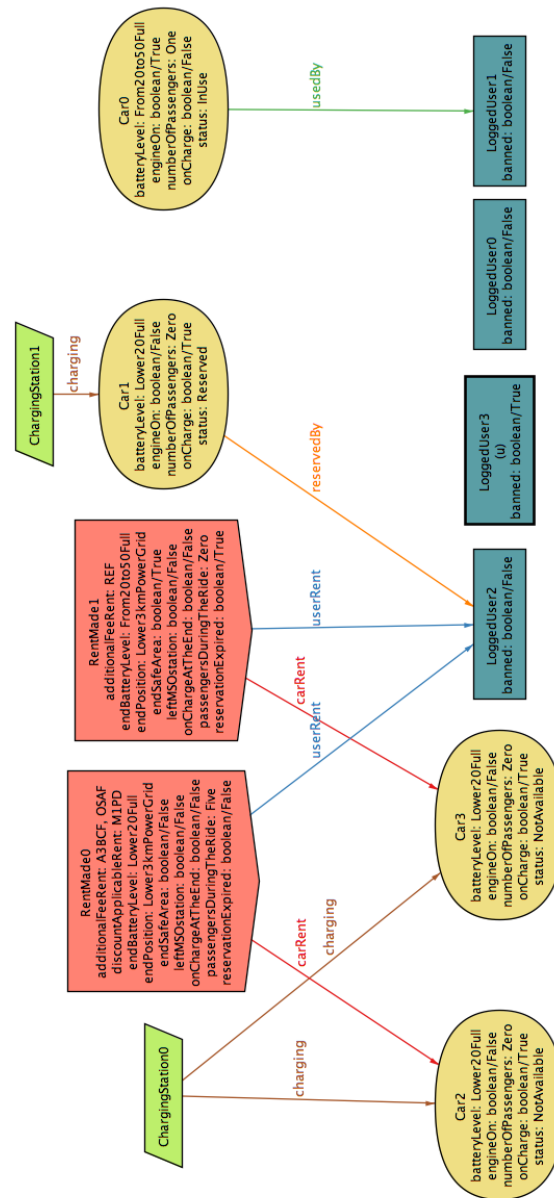 ChargingStation0
charging
charging
RentMade0
additionalFeeRent: A3BCF, OSAF
discountApplicableRent: M1PD
endBatteryLevel: Lower20Full
endPosition: Lower3kmPowerGrid
endSafeArea: boolean/False
leftMSOstation: boolean/False
onChargeAtTheEnd: boolean/False
passengersDuringTheRide: Five
reservationExpired: boolean/False
carRent
userRent
RentMade1
additionalFeeRent: REF
endBatteryLevel: From20to50Full
endPosition: Lower3kmPowerGrid
endSafeArea: boolean/True
leftMSOstation: boolean/False
onChargeAtTheEnd: boolean/False
passengersDuringTheRide: Zero
reservationExpired: boolean/True
carRent
userRent
ChargingStation1
charging
Car1
batteryLevel: Lower20Full
engineOn: boolean/False
numberOfPassengers: Zero
onCharge: boolean/True
status: Reserved
reservedBy
Car0
batteryLevel: From20to50Full
engineOn: boolean/True
numberOfPassengers: One
onCharge: boolean/False
status: InUse
usedBy
Car2
batteryLevel: Lower20Full
engineOn: boolean/False
numberOfPassengers: Zero
onCharge: boolean/True
status: NotAvailable
Car3
batteryLevel: Lower20Full
engineOn: boolean/False
numberOfPassengers: Zero
onCharge: boolean/True
status: NotAvailable
LoggedUser2
banned: boolean/False
LoggedUser3
(u)
banned: boolean/True
LoggedUser0
banned: boolean/False
LoggedUser1
banned: boolean/False